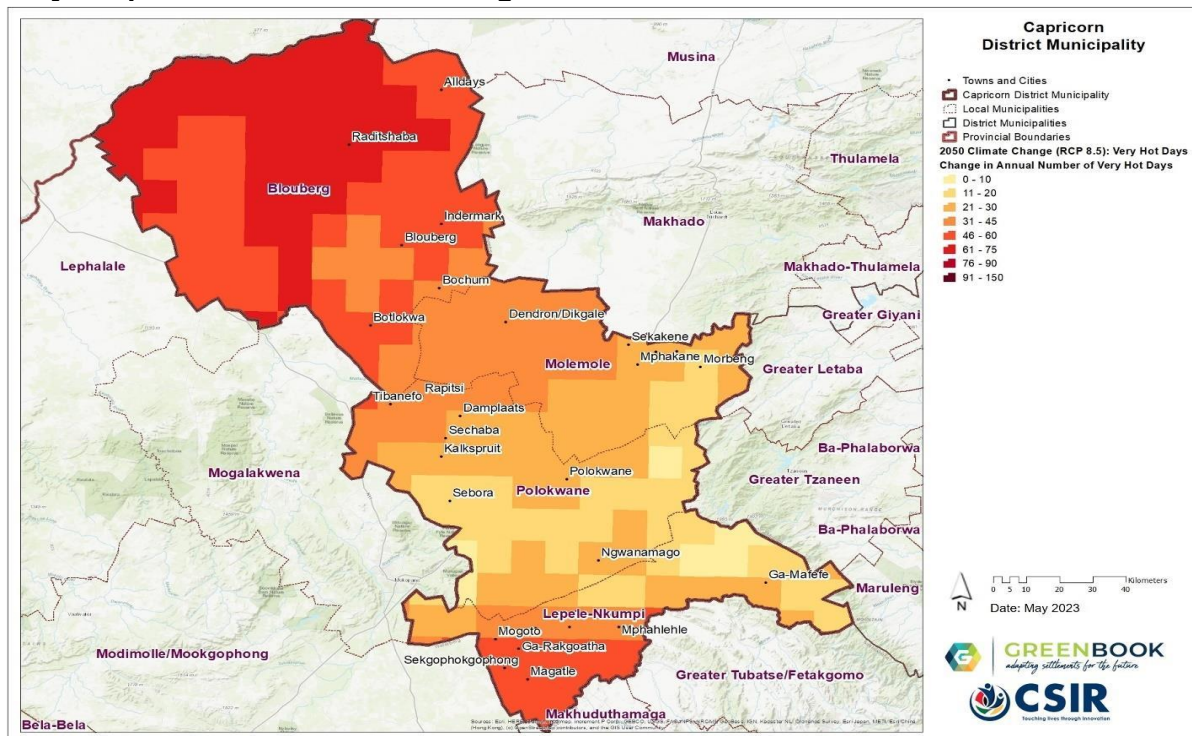 Capricorn
District Municipality
Towns and Cities
Capricorn District Municipality
Local Municipalities
District Municipalities
Provincial Boundaries
2050 Climate Change (RCP 8.5): Very Hot Days
Change in Annual Number of Very Hot Days
0 - 10
11 - 20
21 - 30
31 - 45
46 - 60
61 - 75
76 - 90
91 - 150
Musina
Alldays
Raditshaba
Thulamela
Blouberg
Indermark
Makhado
Blouberg
Lephalale
Makhado-Thulamela
Bochum
Greater Giyani
Botlokwa
Dendron/Dikgale
Sekakene
Molemole
Mphakane
Morbeng
Greater Letaba
Rapitsi
Tibanefo
Damplaats
Sechaba
Kalkspruit
Ba-Phalaborwa
Mogalakwena
Polokwane
Greater Tzaneen
Polokwane
Sebora
Ba-Phalaborwa
Ngwanamago
Ga-Mafefe
Maruleng
Lepele-Nkumpi
Mogoto
Mphahlehle
Ga-Rakgoatha
Modimolle/Mookgophong
Sekgophokgophong
Magatle
Greater Tubatse/Fetakgomo
Makhuduthamaga
Bela-Bela
N
0 5 10 20 30 40
Kilometers
Date: May 2023
GREENBOOK
adapting settlements for the future
CSIR
Touching lives through innovation